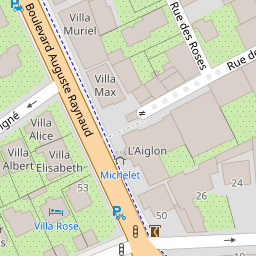 Villa
Muriel
Rue des Roses
Boulevard Auguste Raynaud
Villa
Max
Rue de
igné
Villa
Alice
Villa
Albert
Villa
Elisabeth
L'Aiglon
Michelet
53
24
26
50
Villa Rose